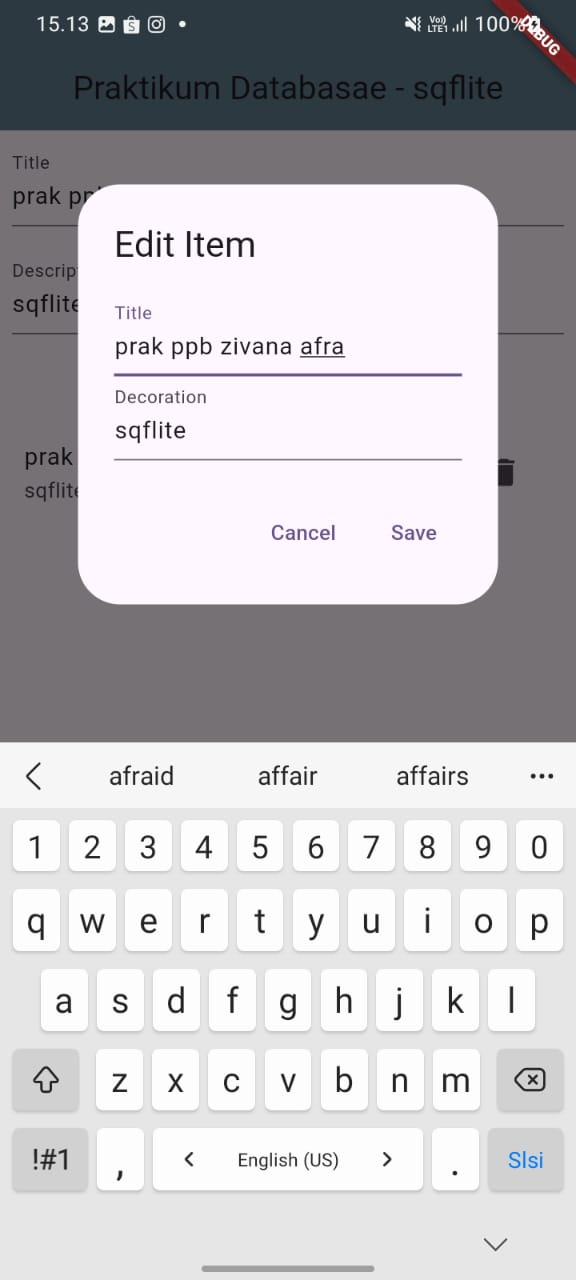 15.13 100%
DEBUG
Praktikum Databasae - sqflite
Title
prak pp
Edit Item
Descrip
sqflite
Title
prak ppb zivana afra
Decoration
sqflite
prak
sqflite
Cancel Save
afraid affair affairs
1 2 3 4 5 6 7 8 9 0
q w e r t y u i o p
a s d f g h j k l
z x c v b n m
!#1 , < English (US) > . Slsi